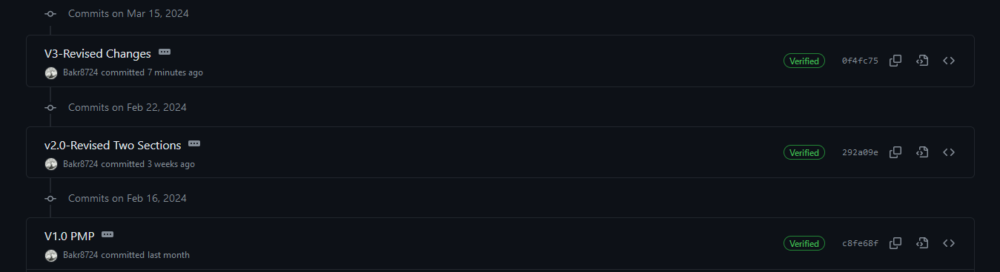 Commits on Mar 15, 2024
V3-Revised Changes
Verified
0f4fc75
Bakr8724 committed 7 minutes ago
Commits on Feb 22, 2024
v2.0-Revised Two Sections
Verified
292a09e
Bakr8724 committed 3 weeks ago
Commits on Feb 16, 2024
V1.0 PMP
Verified
c8fe68f
Bakr8724 committed last month